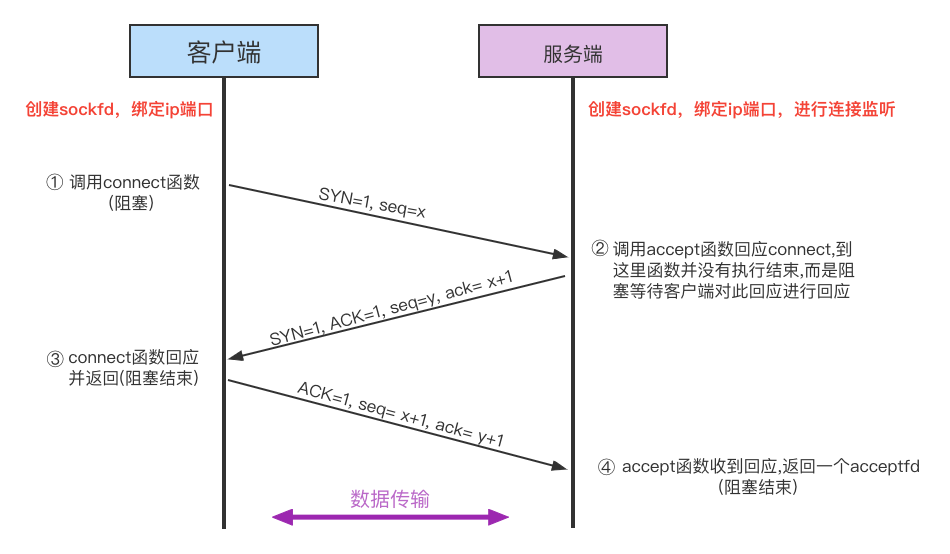 客户端
服务端
创建sockfd，绑定ip端口
创建sockfd，绑定ip端口，进行连接监听
① 调用connect函数
(阻塞)
SYN=1, seq=x
② 调用accept函数回应connect,到
这里函数并没有执行结束,而是阻
塞等待客户端对此回应进行回应
SYN=1, ACK=1, seq=y, ack= x+1
③ connect函数回应
并返回(阻塞结束)
ACK=1, seq= x+1, ack= y+1
④ accept函数收到回应,返回一个acceptfd
(阻塞结束)
数据传输